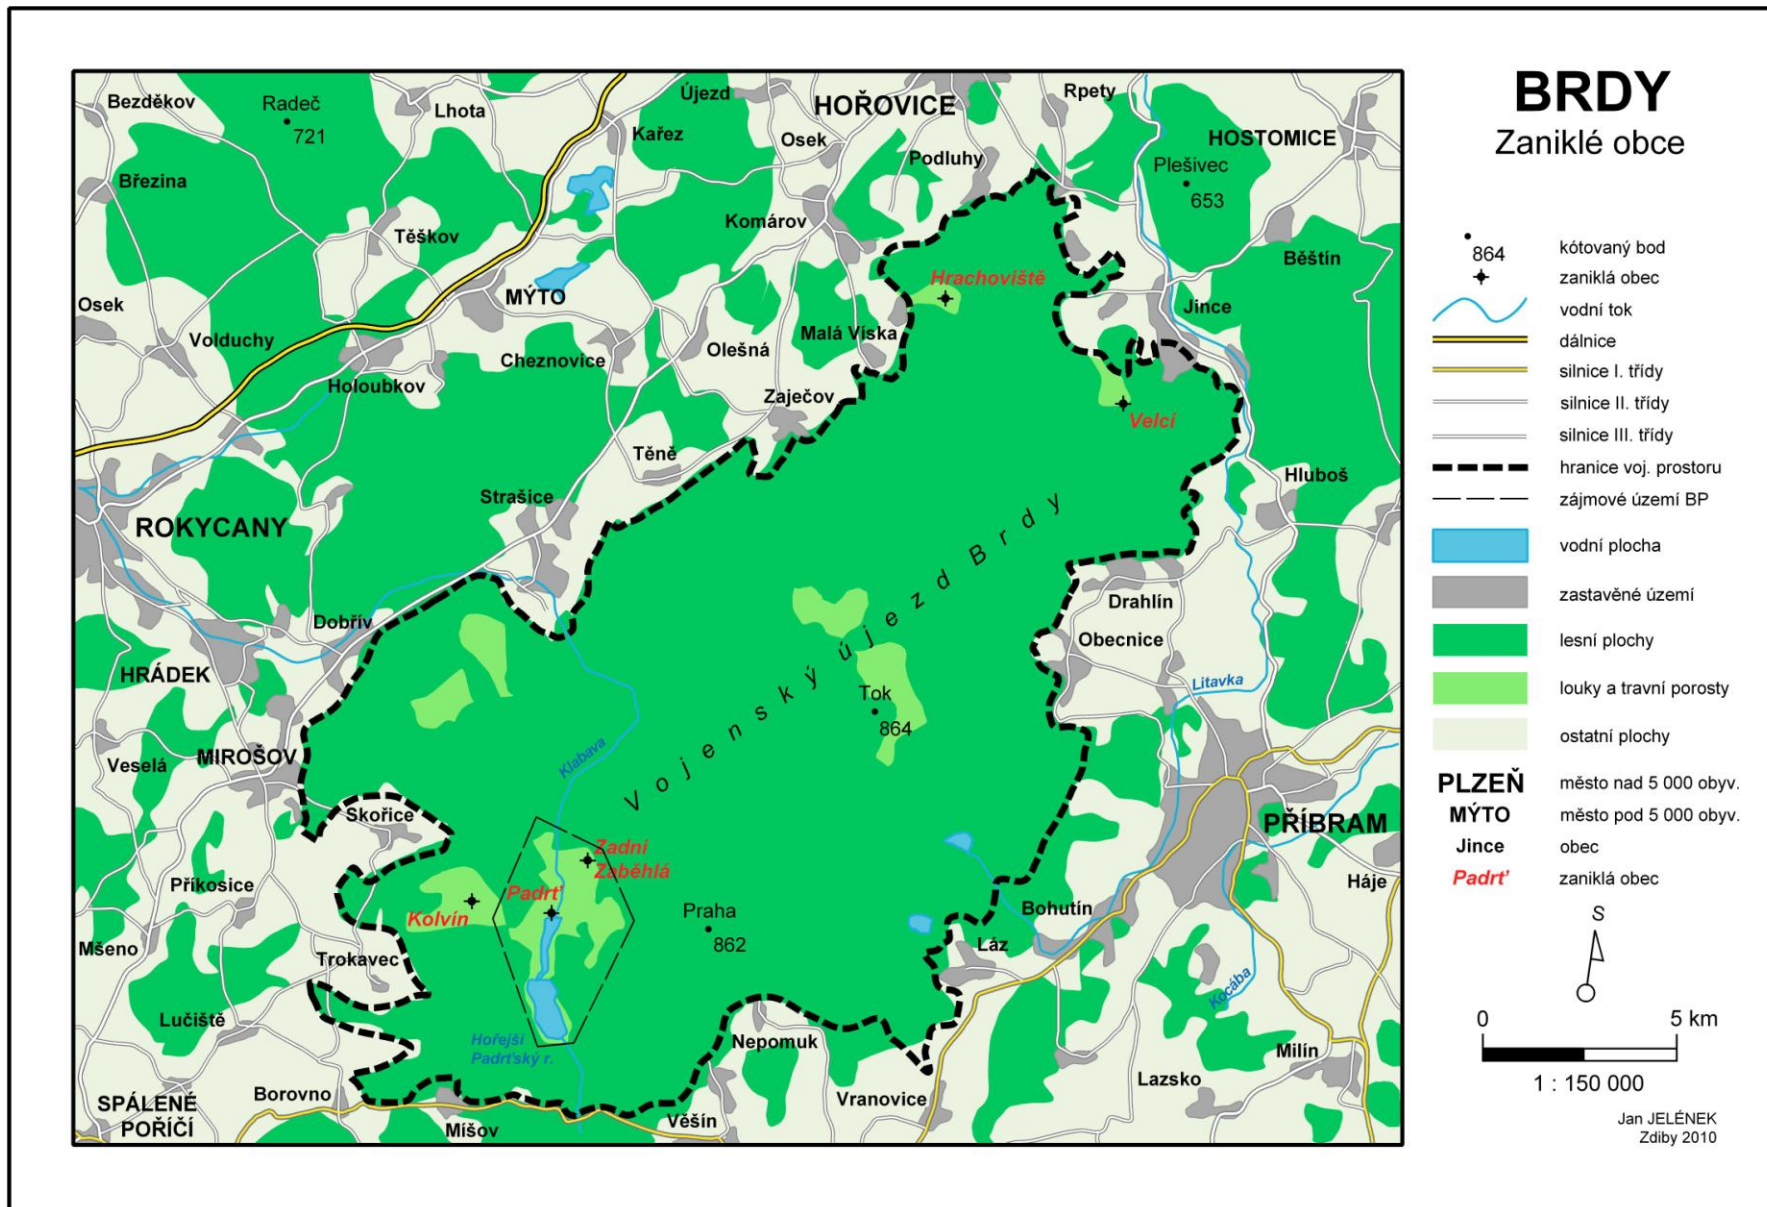 BRDY
Zaniklé obce
Bezděkov
Radeč
721
Lhota
Újezd
Kařez
HOŘOVICE
Osek
Rpety
HOSTOMICE
Podluhy
Plešivec
653
Březina
Těškov
Komárov
Běštín
Hrachoviště
Osek
MÝTO
Jince
Volduchy
Malá Víska
Olešná
Cheznovice
Holoubkov
Zaječov
Velcí
Těně
Hluboš
Strašice
ROKYCANY
Vojenský újezd Brdy
Drahlín
Dobřív
Obecnice
HRÁDEK
Litavka
Tok
864
Klabava
MIROŠOV
Veselá
Skořice
PŘÍBRAM
Zadní
Zaběhlá
Příkosice
Padrť
Háje
Kolvín
Praha
862
Bohutín
Mšeno
Láz
Trokavec
Kocába
Lučiště
Hořejší
Padrťský r.
Nepomuk
Milín
Lazsko
Borovno
Vranovice
SPÁLENÉ
POŘÍČÍ
Věšín
Míšov
864
kótovaný bod
zaniklá obec
vodní tok
dálnice
silnice I. třídy
silnice II. třídy
silnice III. třídy
hranice voj. prostoru
zájmové území BP
vodní plocha
zastavěné území
lesní plochy
louky a travní porosty
ostatní plochy
PLZEŇ město nad 5 000 obyv.
MÝTO město pod 5 000 obyv.
Jince obec
Padrť zaniklá obec
S
0 5 km
1 : 150 000
Jan JELÉNEK
Zdiby 2010